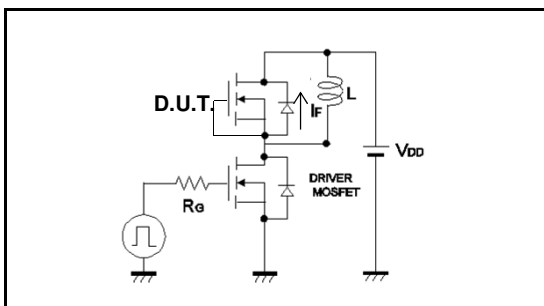 D.U.T.
IF
L
VDD
DRIVER
MOSFET
RG